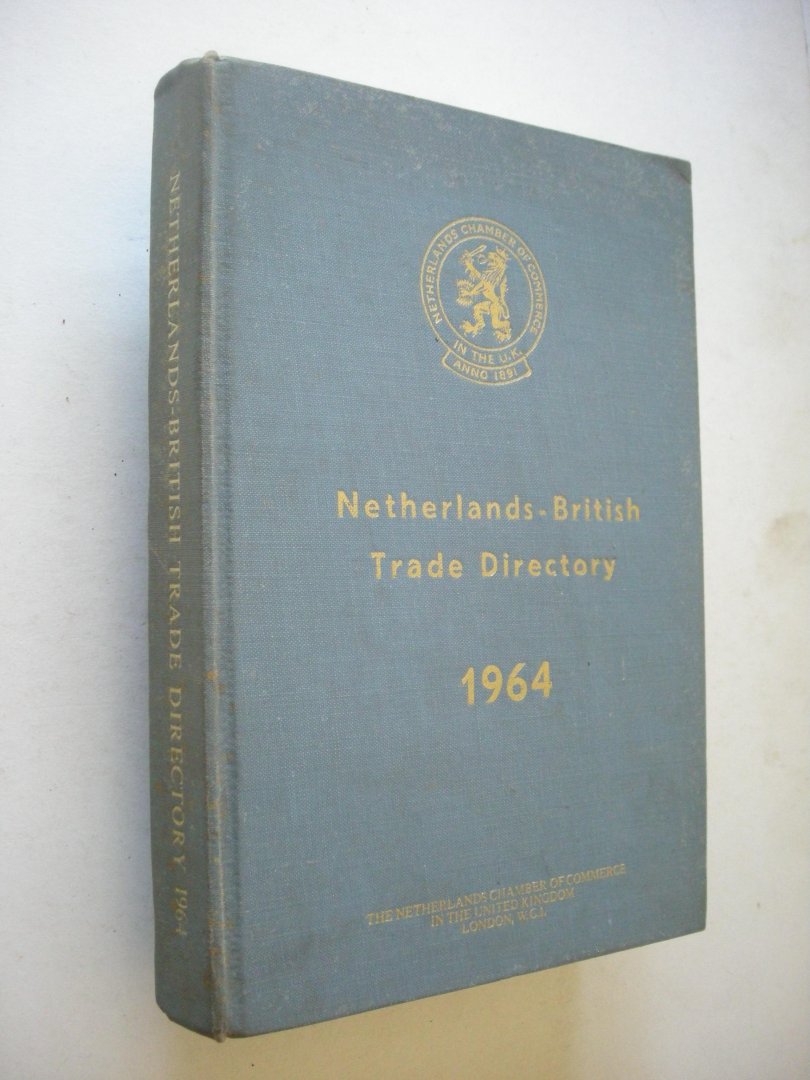 NETHERLANDS-BRITISH TRADE DIRECTORY 1964
NETHERLANDS CHAMBER OF COMMERCE
IN THE U.K.
ANNO 1891
Netherlands-British
Trade Directory
1964
THE NETHERLANDS CHAMBER OF COMMERCE
IN THE UNITED KINGDOM
LONDON, W.C.1.